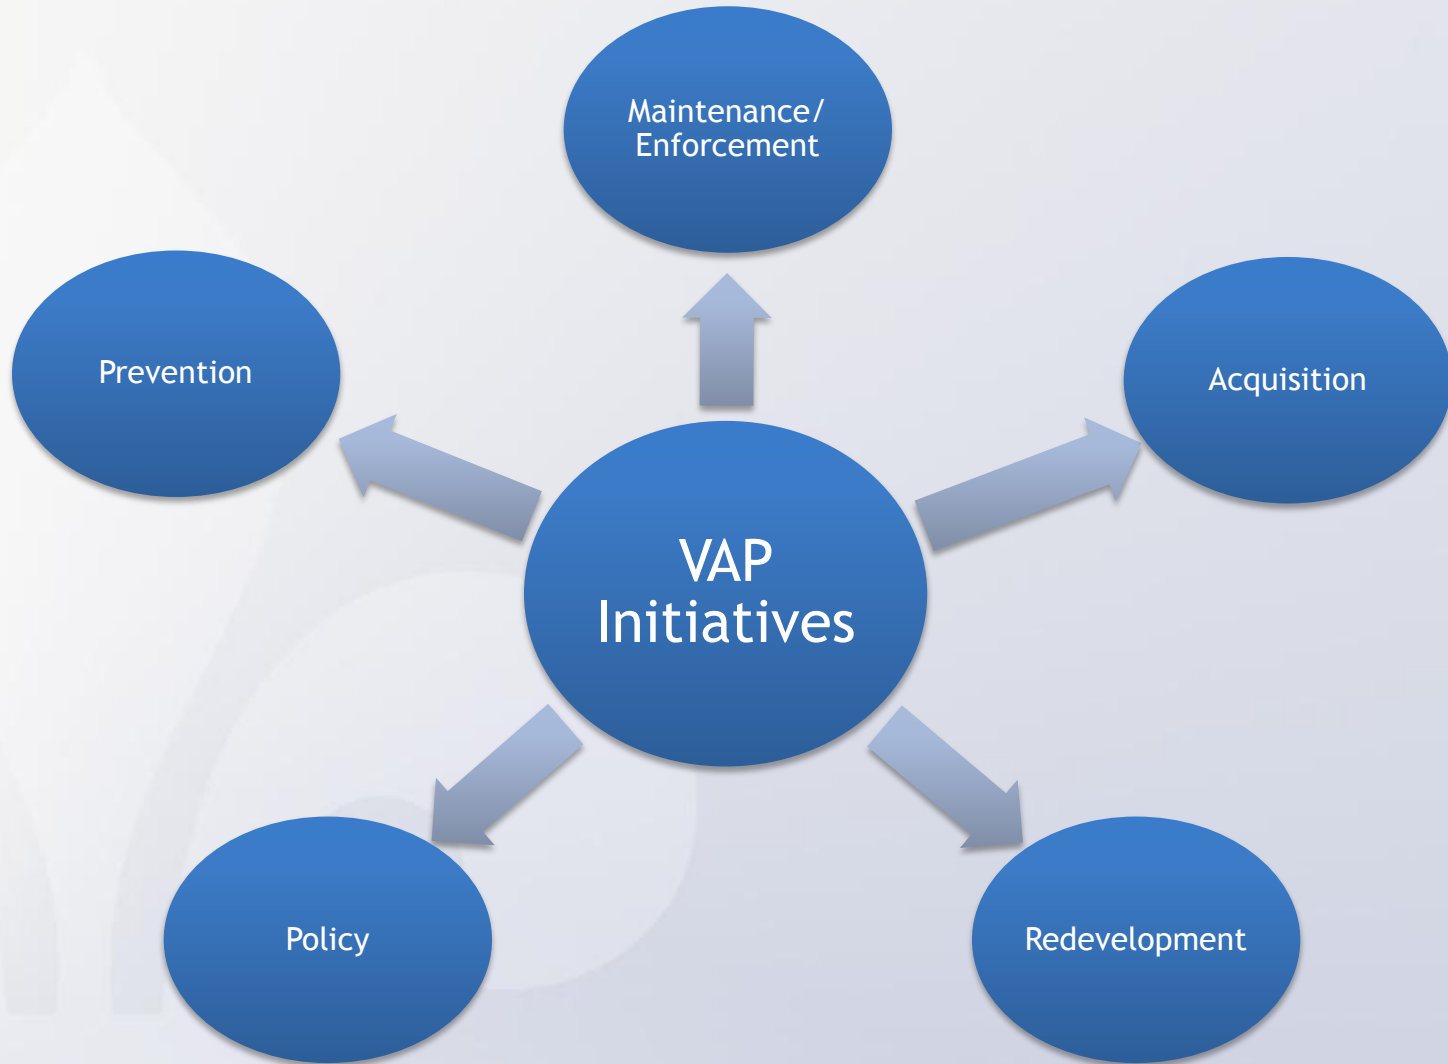 Maintenance/
Enforcement
Prevention
Acquisition
VAP
Initiatives
Policy
Redevelopment